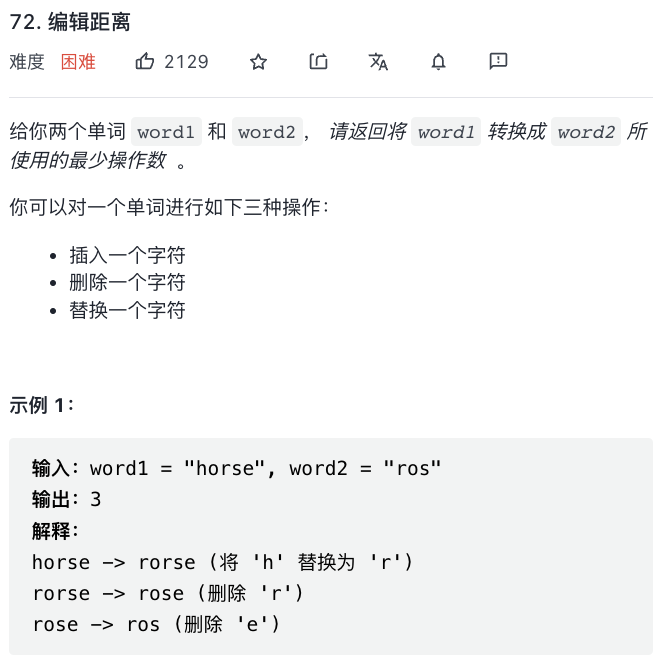 72. 编辑距离
难度 困难 2129
给你两个单词 word1 和 word2， 请返回将 word1 转换成 word2 所
使用的最少操作数 。
你可以对一个单词进行如下三种操作：
• 插入一个字符
• 删除一个字符
• 替换一个字符
示例 1：
输入：word1 = "horse", word2 = "ros"
输出：3
解释：
horse -> rorse (将 'h' 替换为 'r')
rorse -> rose (删除 'r')
rose -> ros (删除 'e')